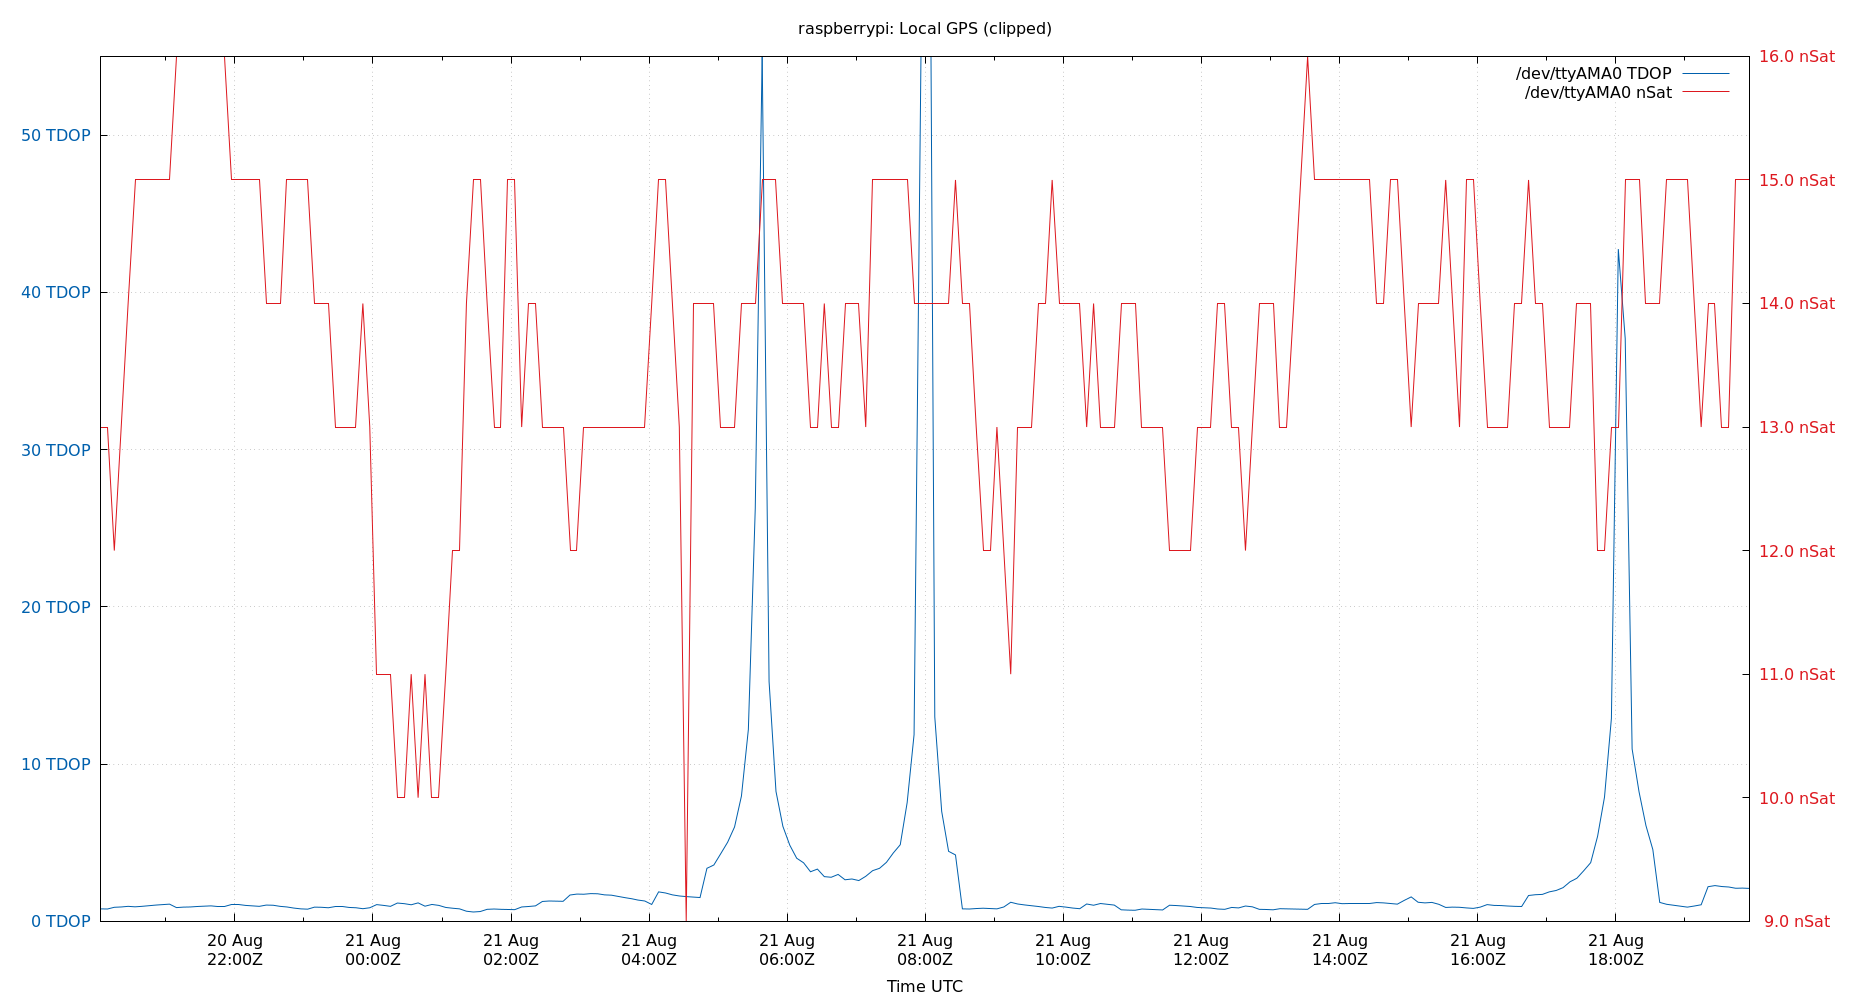 raspberrypi: Local GPS (clipped)
/dev/ttyAMA0 TDOP
/dev/ttyAMA0 nSat
50 TDOP
40 TDOP
30 TDOP
20 TDOP
10 TDOP
0 TDOP
16.0 nSat
15.0 nSat
14.0 nSat
13.0 nSat
12.0 nSat
11.0 nSat
10.0 nSat
9.0 nSat
20 Aug
22:00Z
21 Aug
00:00Z
21 Aug
02:00Z
21 Aug
04:00Z
21 Aug
06:00Z
21 Aug
08:00Z
21 Aug
10:00Z
21 Aug
12:00Z
21 Aug
14:00Z
21 Aug
16:00Z
21 Aug
18:00Z
Time UTC